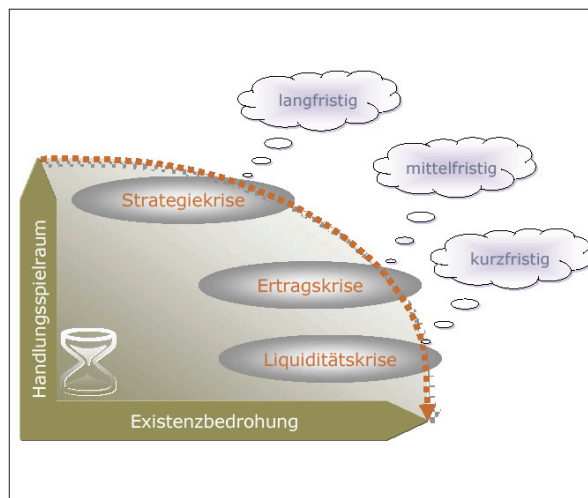 langfristig
mittelfristig
Strategiekrise
kurzfristig
Ertragskrise
Liquiditätskrise
Handlungsspielraum
Existenzbedrohung